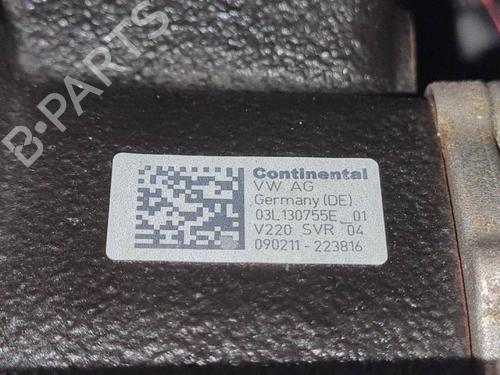 B-PARTS
Continental
VW AG
Germany (DE)
03L130755E_01
V220 SVR 04
090211-223816